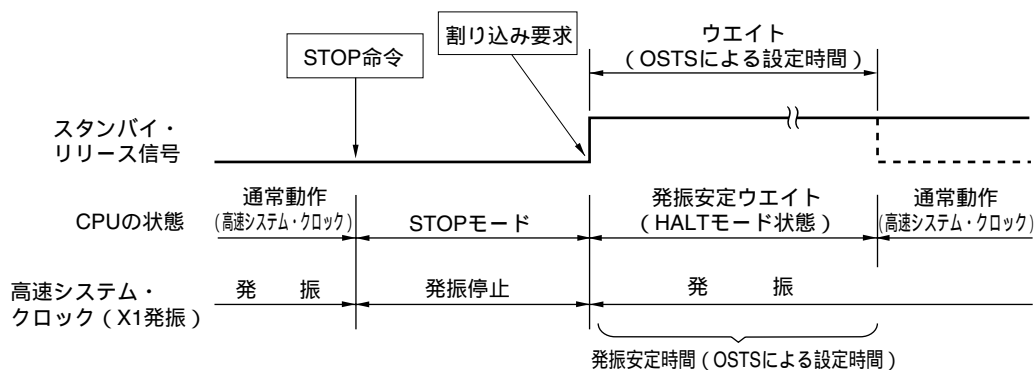 ウエイト
(OSTSによる設定時間)
割り込み要求
STOP命令
スタンバイ・
リリース信号
CPUの状態
通常動作
(高速システム・クロック)
STOPモード
発振安定ウエイト
(HALTモード状態)
通常動作
(高速システム・クロック)
高速システム・
クロック(X1発振)
発 振
発振停止
発 振
発振安定時間(OSTSによる設定時間)